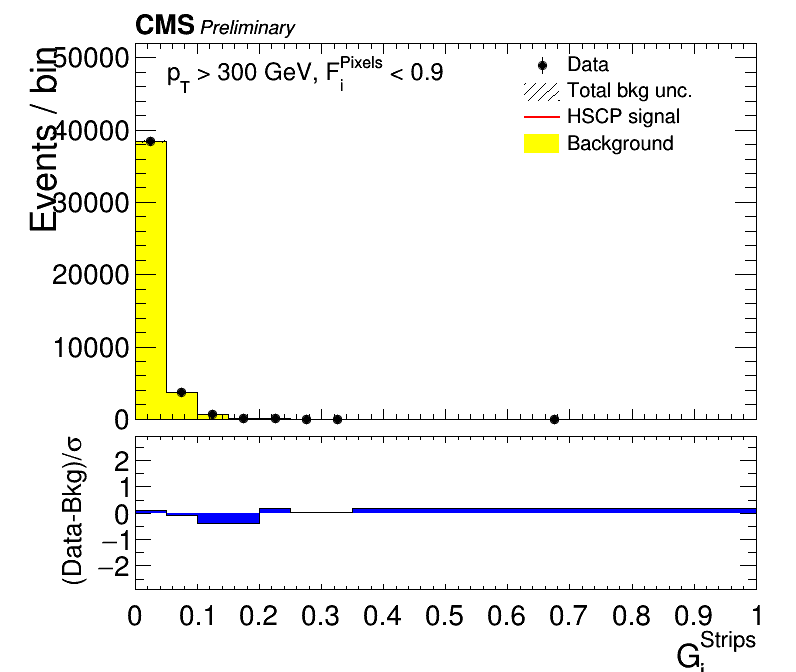 CMS Preliminary
Events / bin
50000
40000
30000
20000
10000
0
p_T > 300 GeV, F_i^Pixels < 0.9
Data
Total bkg unc.
HSCP signal
Background
(Data-Bkg)/σ
2
1
0
−1
−2
0 0.1 0.2 0.3 0.4 0.5 0.6 0.7 0.8 0.9 1
G_i^Strips